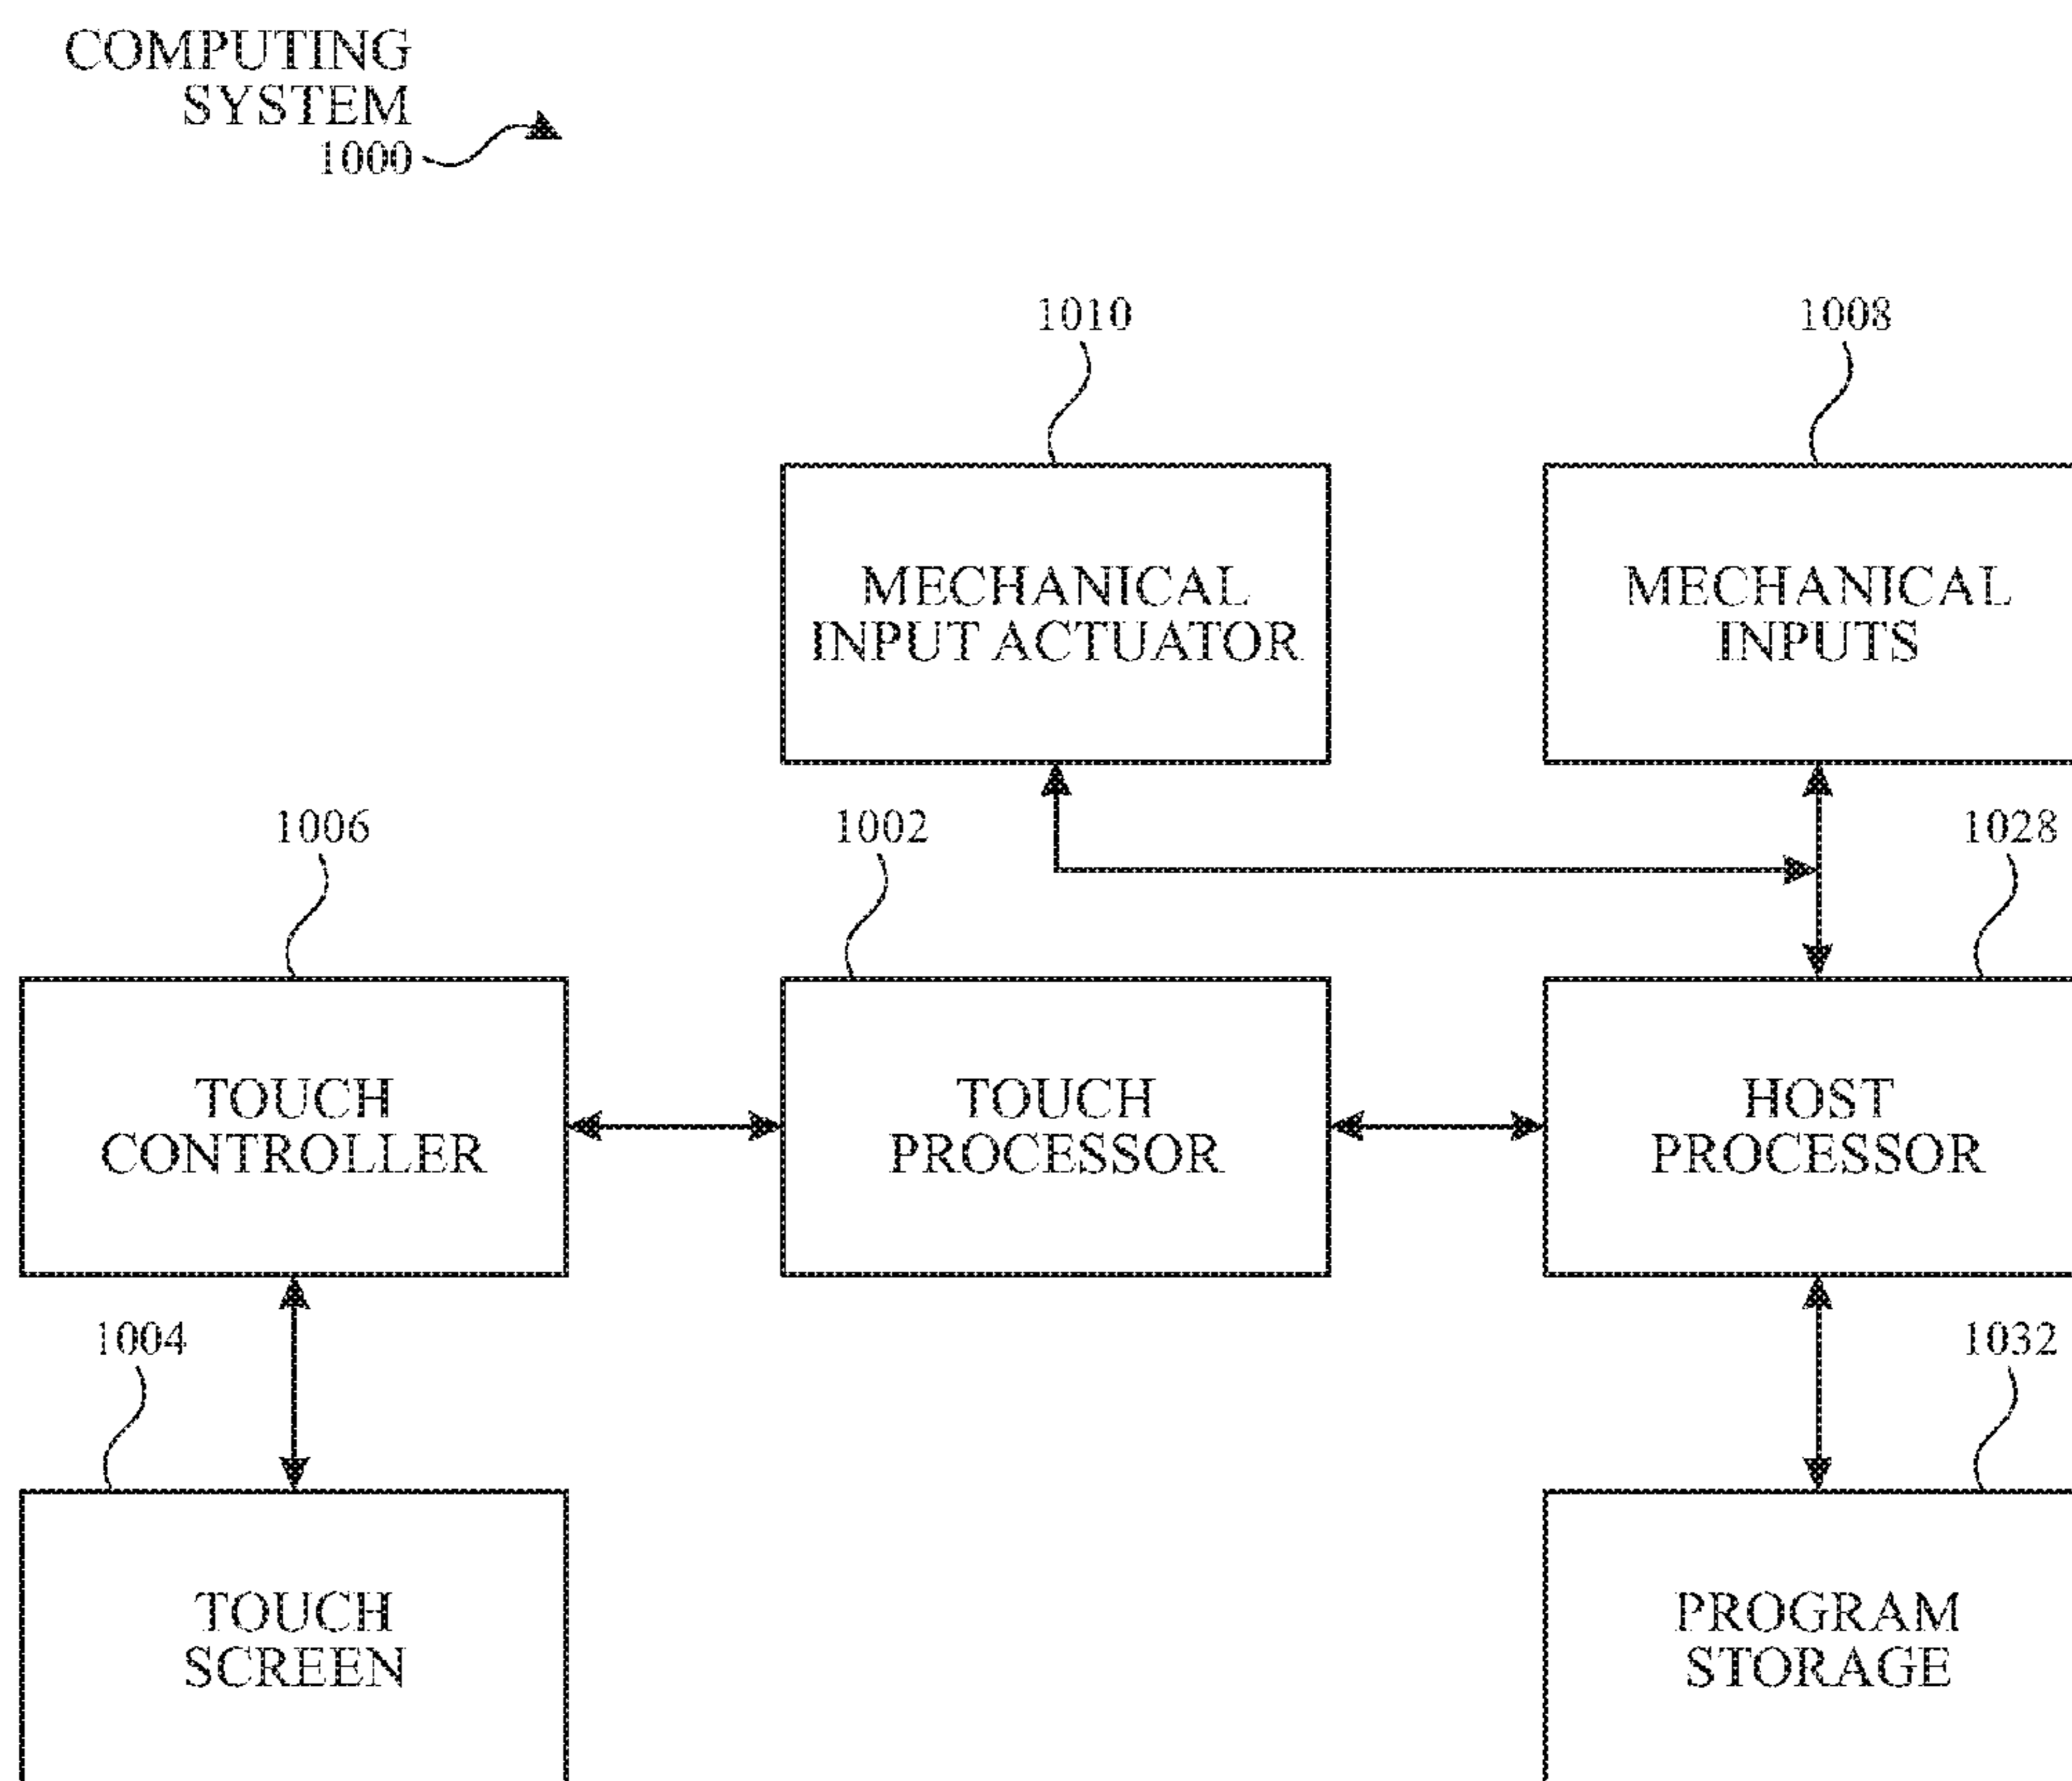 COMPUTING
SYSTEM
1000
1010
1008
MECHANICAL
INPUT ACTUATOR
MECHANICAL
INPUTS
1006
1002
1028
TOUCH
CONTROLLER
TOUCH
PROCESSOR
HOST
PROCESSOR
1004
1032
TOUCH
SCREEN
PROGRAM
STORAGE